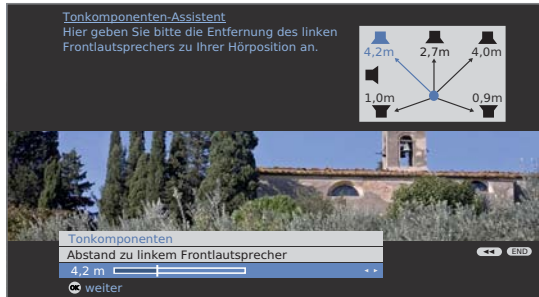 Tonkomponenten-Assistent
Hier geben Sie bitte die Entfernung des linken
Frontlautsprechers zu Ihrer Hörposition an.
4,2m 2,7m 4,0m
1,0m 0,9m
Tonkomponenten
Abstand zu linkem Frontlautsprecher
4,2 m
END
OK weiter